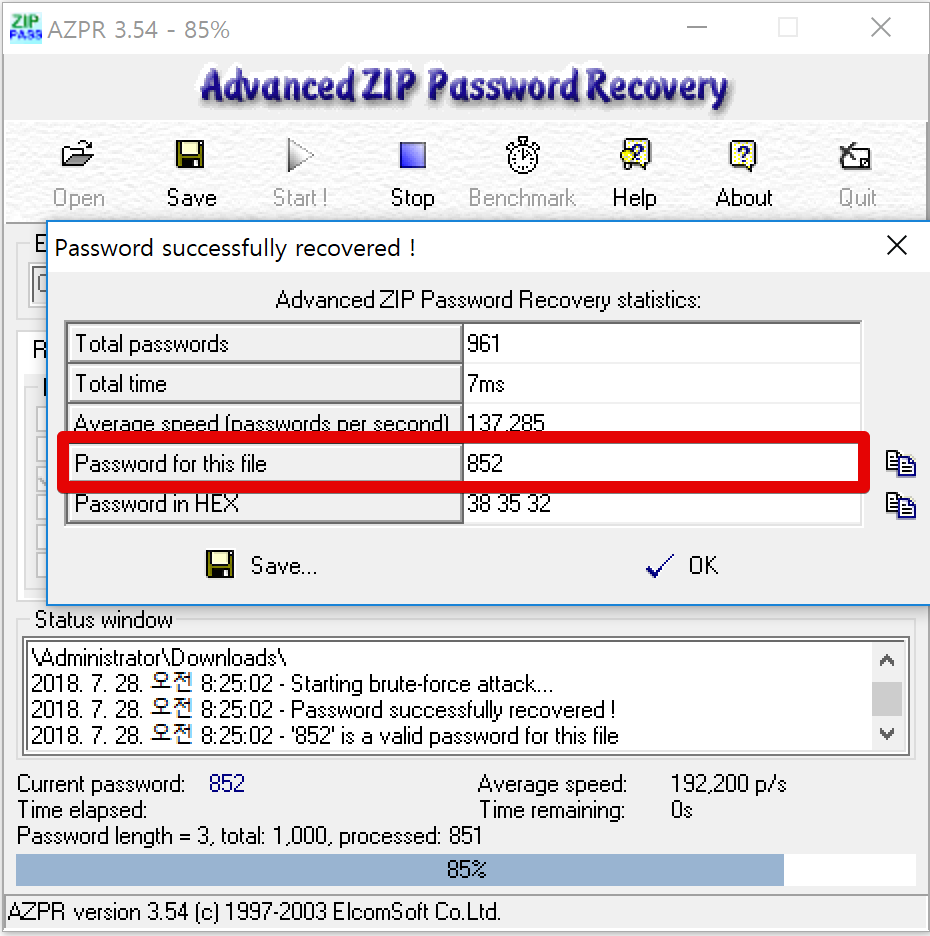 ZIP PASS AZPR 3.54 - 85%
Advanced ZIP Password Recovery
Open Save Start! Stop Benchmark Help About Quit
Password successfully recovered !
Advanced ZIP Password Recovery statistics:
Total passwords 961
Total time 7ms
Average speed (passwords per second) 137,285
Password for this file 852
Password in HEX 38 35 32
Save... OK
Status window
\Administrator\Downloads\
2018. 7. 28. 오전 8:25:02 - Starting brute-force attack...
2018. 7. 28. 오전 8:25:02 - Password successfully recovered !
2018. 7. 28. 오전 8:25:02 - '852' is a valid password for this file
Current password: 852 Average speed: 192,200 p/s
Time elapsed: Time remaining: 0s
Password length = 3, total: 1,000, processed: 851
85%
AZPR version 3.54 (c) 1997-2003 ElcomSoft Co.Ltd.